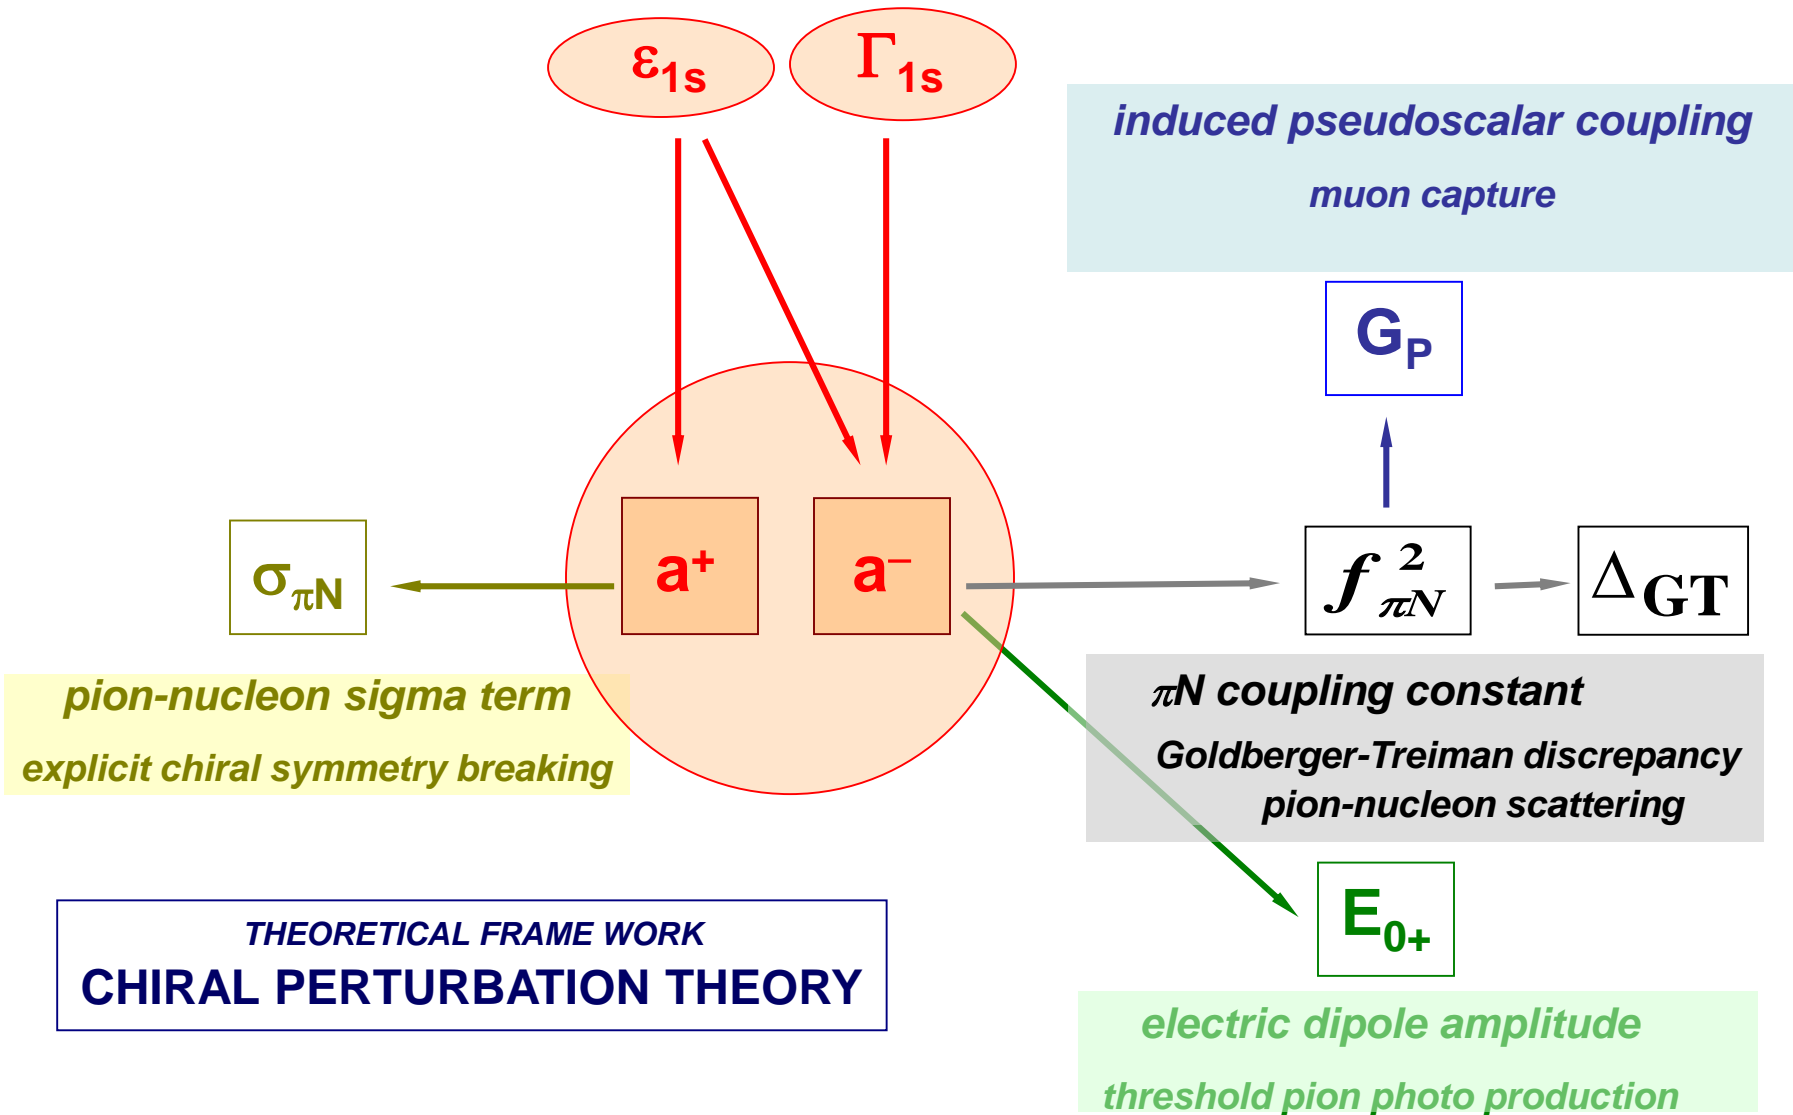 ε1s
Γ1s
induced pseudoscalar coupling
muon capture
GP
σπN
a+
a–
f 2 πN
ΔGT
pion-nucleon sigma term
explicit chiral symmetry breaking
πN coupling constant
Goldberger-Treiman discrepancy
pion-nucleon scattering
THEORETICAL FRAME WORK
CHIRAL PERTURBATION THEORY
E0+
electric dipole amplitude
threshold pion photo production